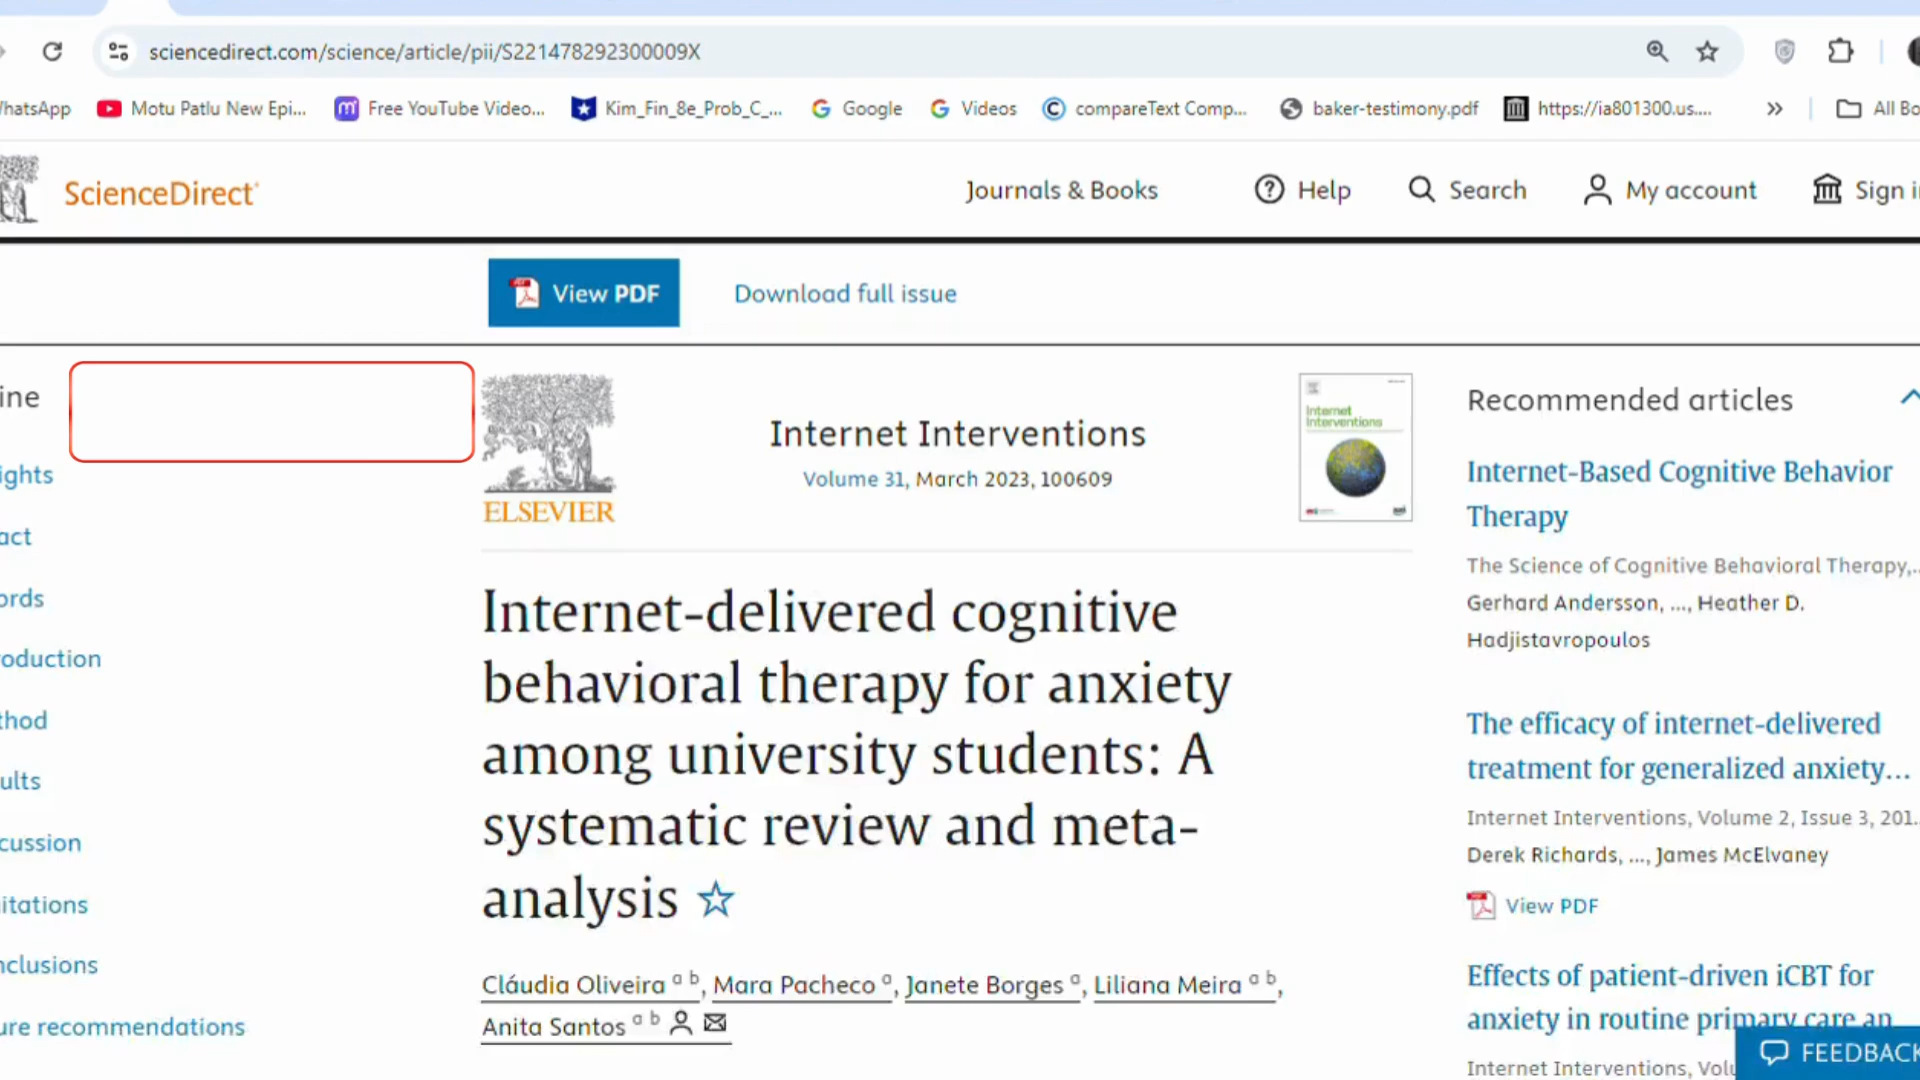 sciencedirect.com/science/article/pii/S221478292300009X
WhatsApp Motu Patlu New Epi... Free YouTube Video... Kim_Fin_8e_Prob_C_... Google Videos compareText Comp... baker-testimony.pdf https://ia801300.us.... » All Bo
ScienceDirect Journals & Books Help Search My account Sign i
View PDF Download full issue
ine
ights
act
ords
oduction
thod
ults
cussion
itations
nclusions
ure recommendations
ELSEVIER
Internet Interventions
Volume 31, March 2023, 100609
Internet Interventions
Internet-delivered cognitive
behavioral therapy for anxiety
among university students: A
systematic review and meta-
analysis
Cláudia Oliveira a b, Mara Pacheco a, Janete Borges a, Liliana Meira a b,
Anita Santos a b
Recommended articles
Internet-Based Cognitive Behavior
Therapy
The Science of Cognitive Behavioral Therapy,..
Gerhard Andersson, ..., Heather D.
Hadjistavropoulos
The efficacy of internet-delivered
treatment for generalized anxiety...
Internet Interventions, Volume 2, Issue 3, 201..
Derek Richards, ..., James McElvaney
View PDF
Effects of patient-driven iCBT for
anxiety in routine primary care an
Internet Interventions, Volu
FEEDBACK